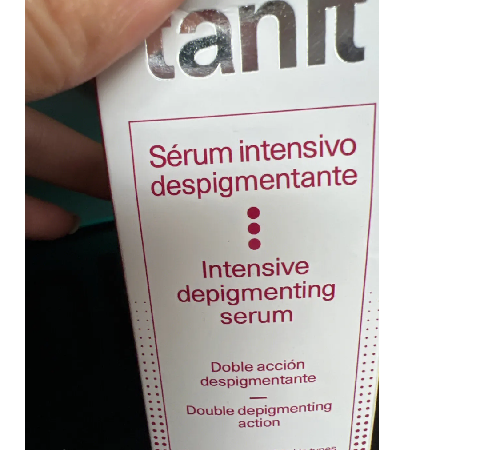 tanit
Sérum intensivo
despigmentante
Intensive
depigmenting
serum
Doble acción
despigmentante
Double depigmenting
action